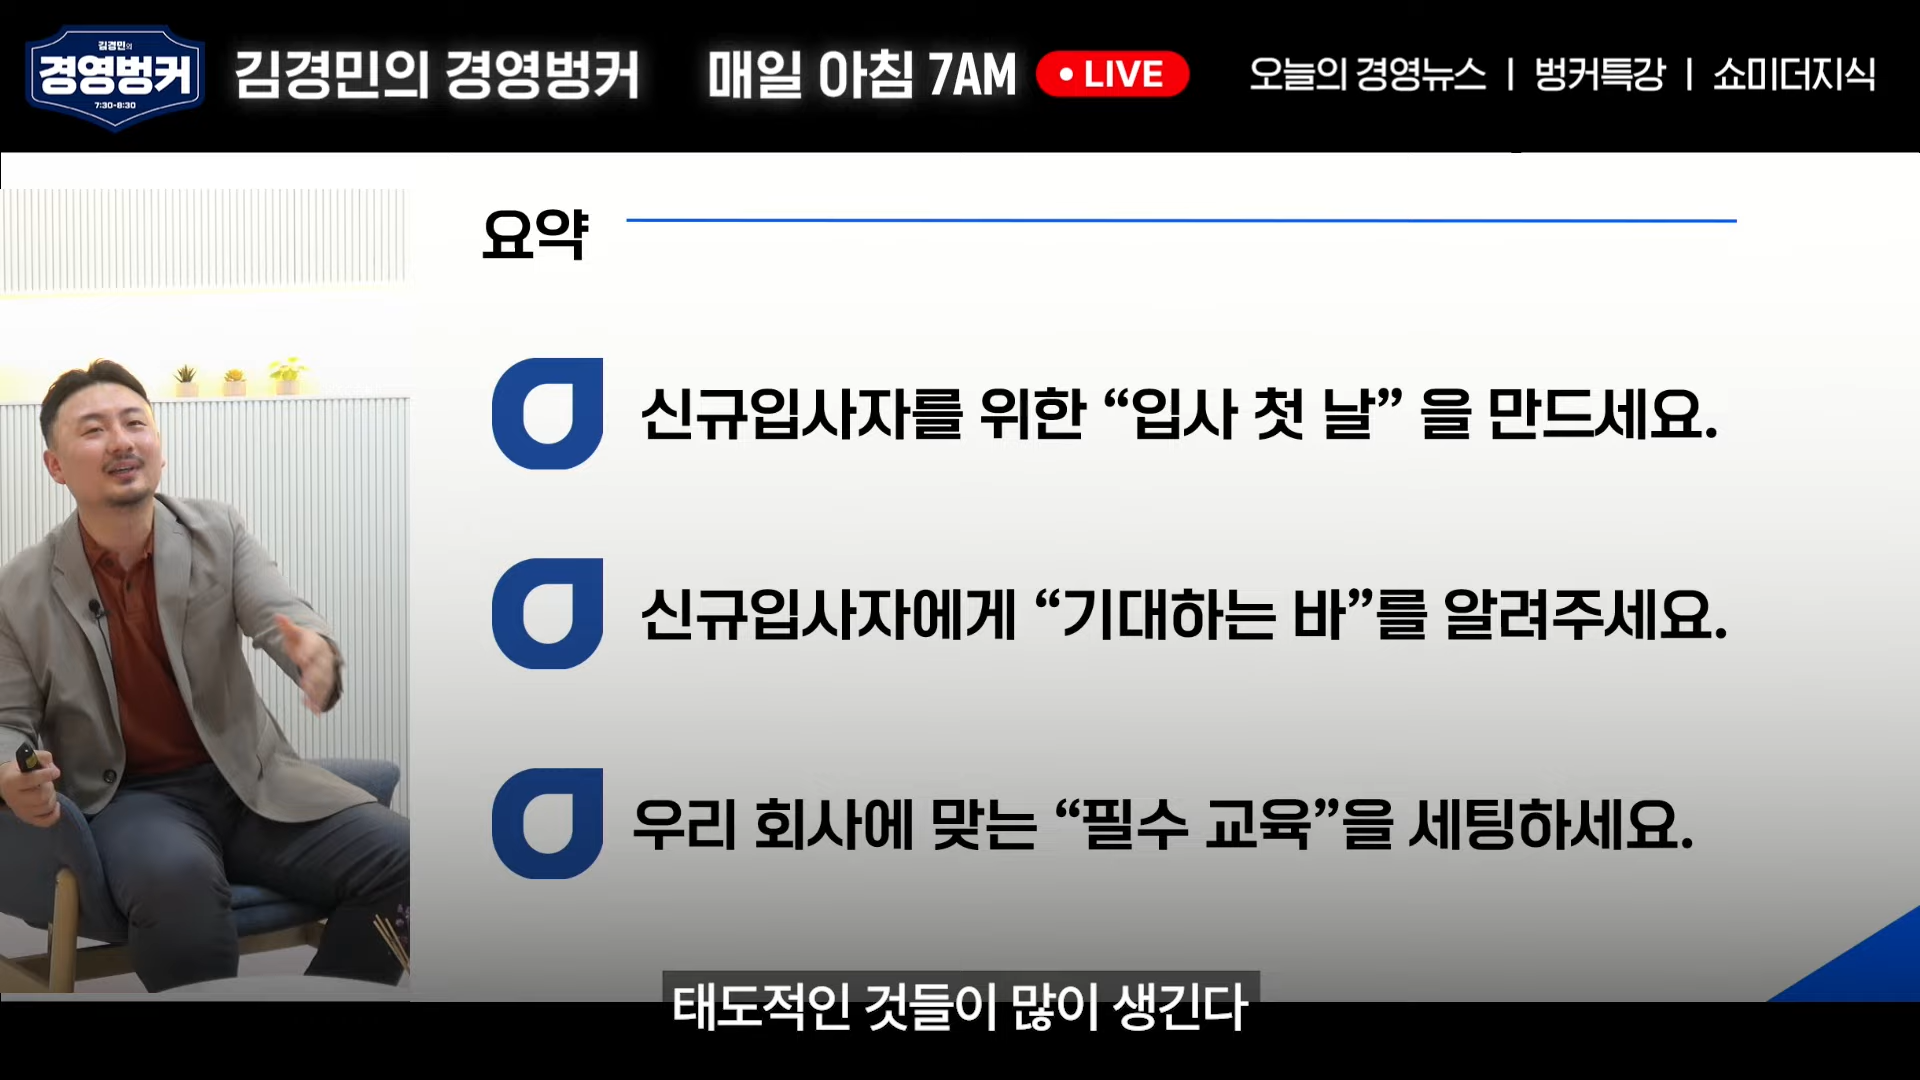 김경민의
경영벙커
7:30-8:30
김경민의 경영벙커 매일 아침 7AM • LIVE 오늘의 경영뉴스 | 벙커특강 | 쇼미더지식
요약
신규입사자를 위한 “입사 첫 날” 을 만드세요.
신규입사자에게 “기대하는 바”를 알려주세요.
우리 회사에 맞는 “필수 교육”을 세팅하세요.
태도적인 것들이 많이 생긴다